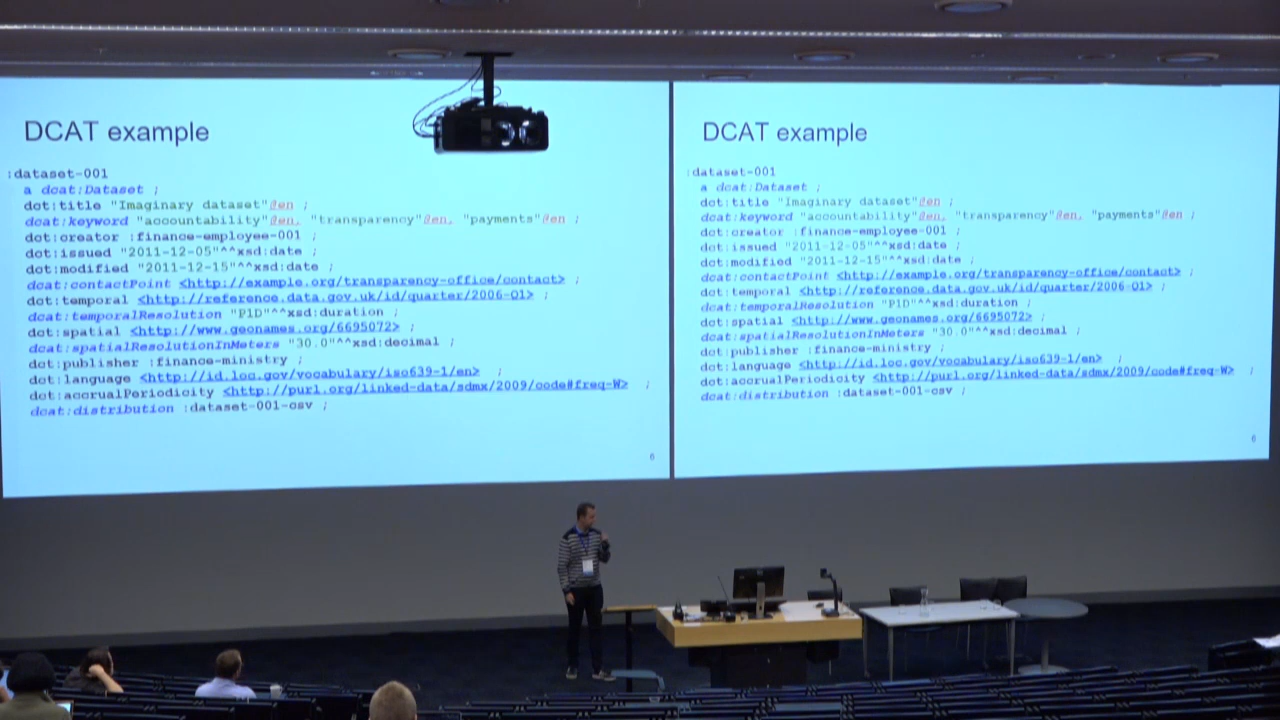 DCAT example
:dataset-001
a dcat:Dataset ;
dct:title "Imaginary dataset"@en ;
dcat:keyword "accountability"@en, "transparency"@en, "payments"@en ;
dct:creator :finance-employee-001 ;
dct:issued "2011-12-05"^^xsd:date ;
dct:modified "2011-12-15"^^xsd:date ;
dcat:contactPoint <http://example.org/transparency-office/contact> ;
dct:temporal <http://reference.data.gov.uk/id/quarter/2006-Q1> ;
dcat:temporalResolution "P1D"^^xsd:duration ;
dct:spatial <http://www.geonames.org/6695072> ;
dcat:spatialResolutionInMeters "30.0"^^xsd:decimal ;
dct:publisher :finance-ministry ;
dct:language <http://id.loc.gov/vocabulary/iso639-1/en> ;
dct:accrualPeriodicity <http://purl.org/linked-data/sdmx/2009/code#freq-W> ;
dcat:distribution :dataset-001-csv ;
6
DCAT example
:dataset-001
a dcat:Dataset ;
dct:title "Imaginary dataset"@en ;
dcat:keyword "accountability"@en, "transparency"@en, "payments"@en ;
dct:creator :finance-employee-001 ;
dct:issued "2011-12-05"^^xsd:date ;
dct:modified "2011-12-15"^^xsd:date ;
dcat:contactPoint <http://example.org/transparency-office/contact> ;
dct:temporal <http://reference.data.gov.uk/id/quarter/2006-Q1> ;
dcat:temporalResolution "P1D"^^xsd:duration ;
dct:spatial <http://www.geonames.org/6695072> ;
dcat:spatialResolutionInMeters "30.0"^^xsd:decimal ;
dct:publisher :finance-ministry ;
dct:language <http://id.loc.gov/vocabulary/iso639-1/en> ;
dct:accrualPeriodicity <http://purl.org/linked-data/sdmx/2009/code#freq-W> ;
dcat:distribution :dataset-001-csv ;
6